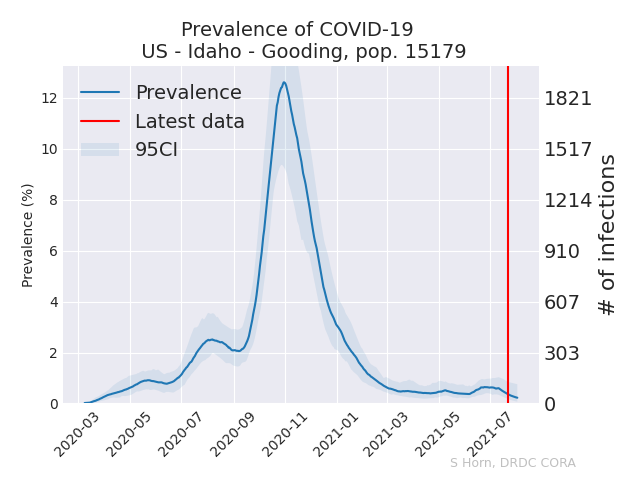 Prevalence of COVID-19
US - Idaho - Gooding, pop. 15179
Prevalence
Latest data
95CI
Prevalence (%)
12
10
8
6
4
2
0
1821
1517
1214
910
607
303
0
# of infections
2020-03
2020-05
2020-07
2020-09
2020-11
2021-01
2021-03
2021-05
2021-07
S Horn, DRDC CORA